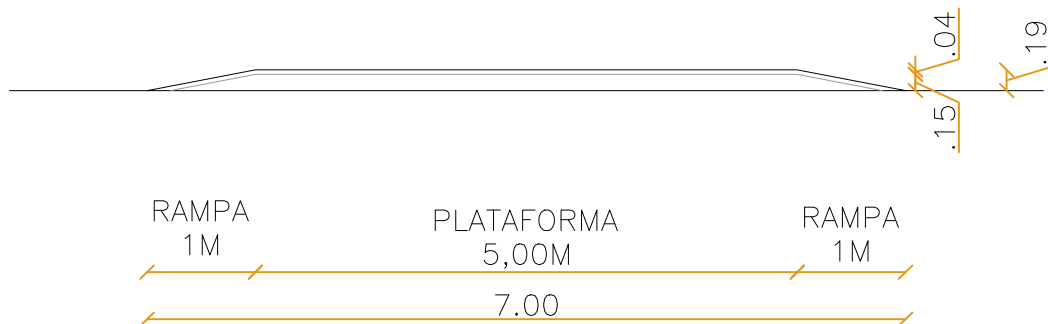 .04
.19
.15
RAMPA
1M
PLATAFORMA
5,00M
RAMPA
1M
7.00